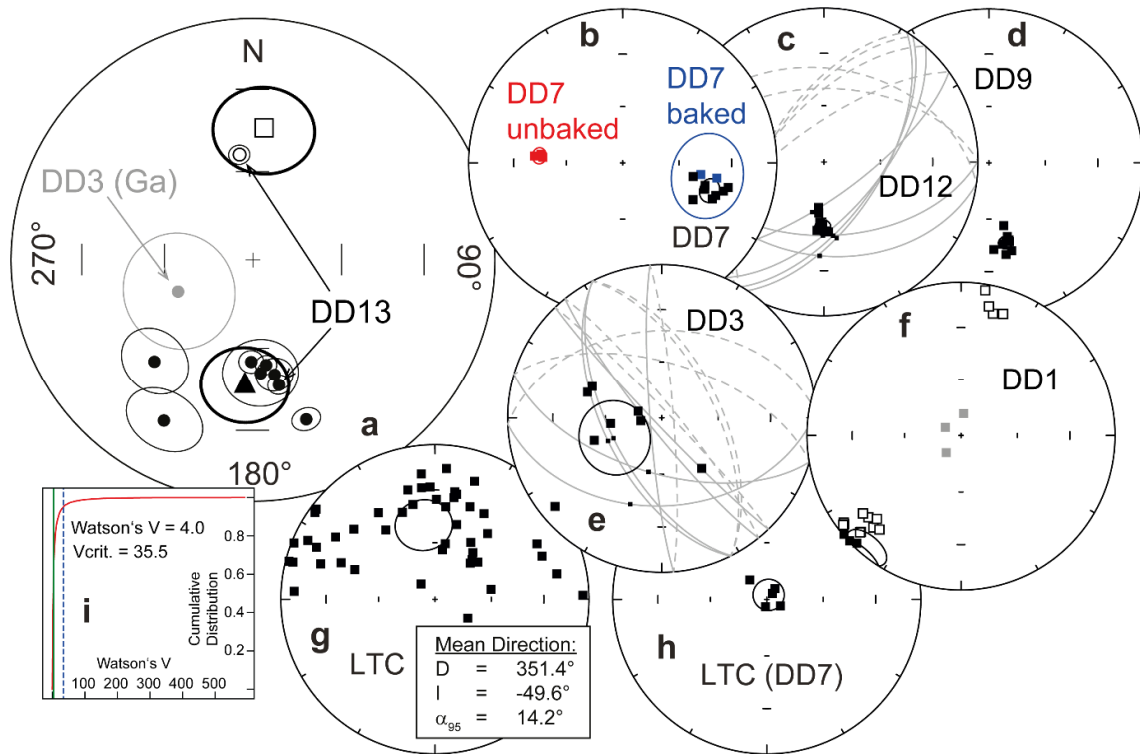 N
270°
90°
180°
DD3 (Ga)
DD13
a
b
DD7
unbaked
DD7
baked
DD7
c
DD12
d
DD9
DD3
e
f
DD1
g
LTC
Mean Direction:
D = 351.4°
I = -49.6°
α95 = 14.2°
h
LTC (DD7)
Watson's V = 4.0
Vcrit. = 35.5
i
Cumulative
Distribution
0.8
0.6
0.4
0.2
Watson's V
100 200 300 400 500